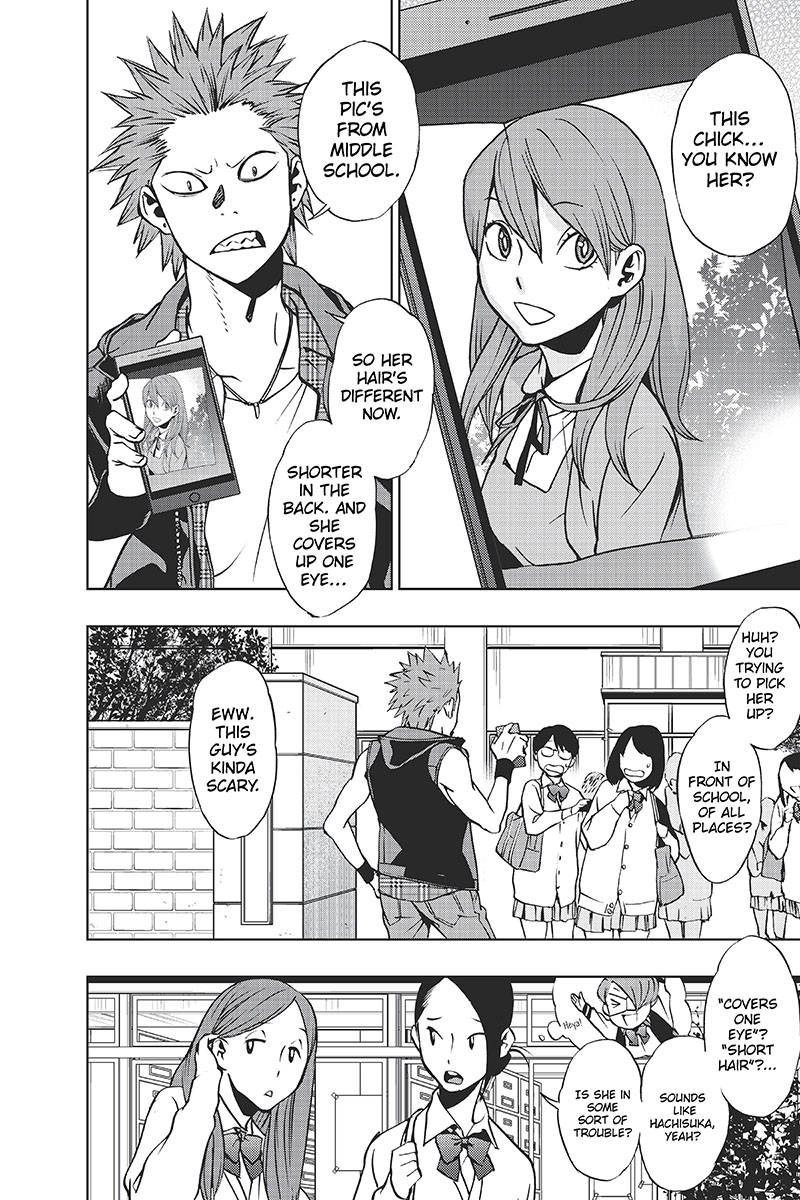 THIS
CHICK...
YOU KNOW
HER?
THIS
PIC'S
FROM
MIDDLE
SCHOOL.
SO HER
HAIR'S
DIFFERENT
NOW.
SHORTER
IN THE
BACK. AND
SHE
COVERS
UP ONE
EYE...
HUH?
YOU
TRYING
TO PICK
HER
UP?
IN
FRONT OF
SCHOOL,
OF ALL
PLACES?
EWW.
THIS
GUY'S
KINDA
SCARY.
"COVERS
ONE
EYE"?
"SHORT
HAIR"?...
Heya!
SOUNDS
LIKE
HACHISUKA,
YEAH?
IS SHE IN
SOME
SORT OF
TROUBLE?